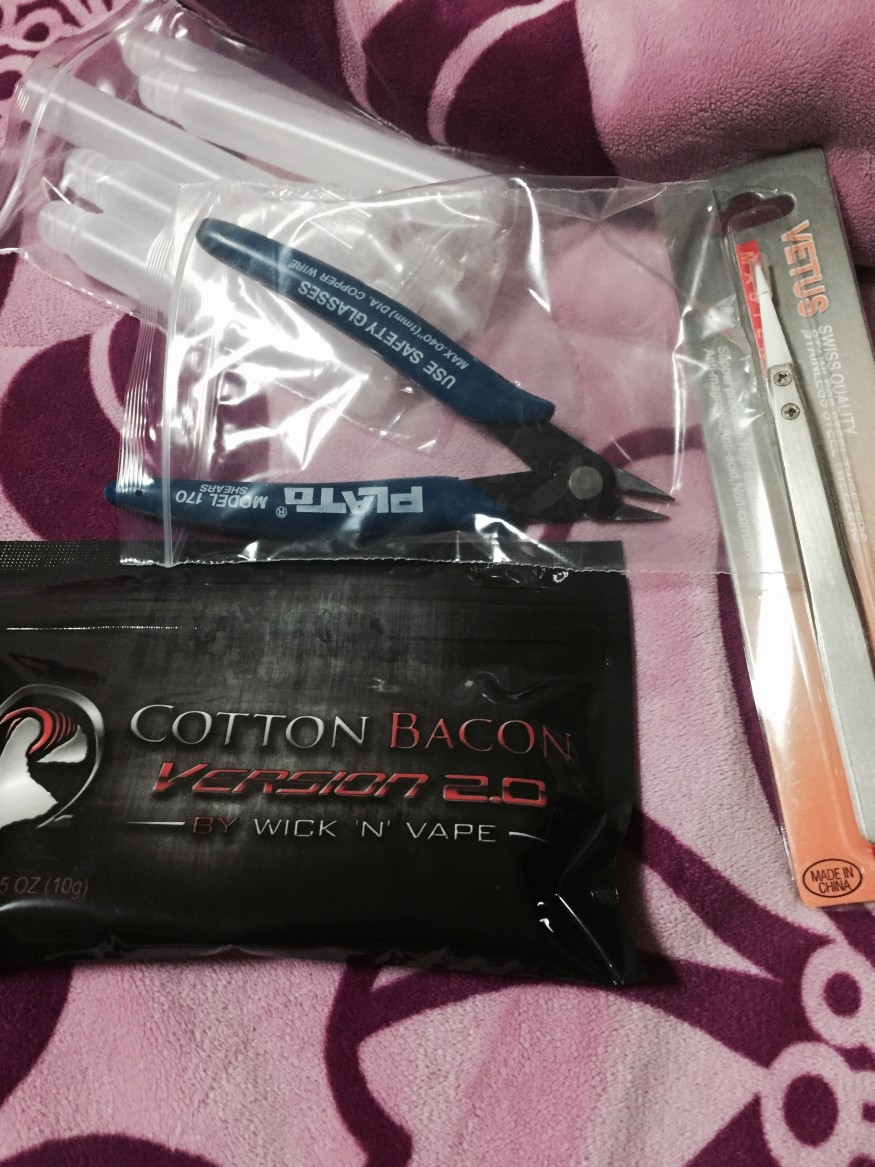 MAX .040"(1mm) DIA. COPPER WIRE
USE SAFETY GLASSES
PLATO®
MODEL 170
SHEARS
VETUS
SWISS QUALITY
STAINLESS STEEL TWEEZERS
MADE IN
CHINA
COTTON BACON
VERSION 2.0
BY WICK 'N' VAPE
5 OZ (10g)